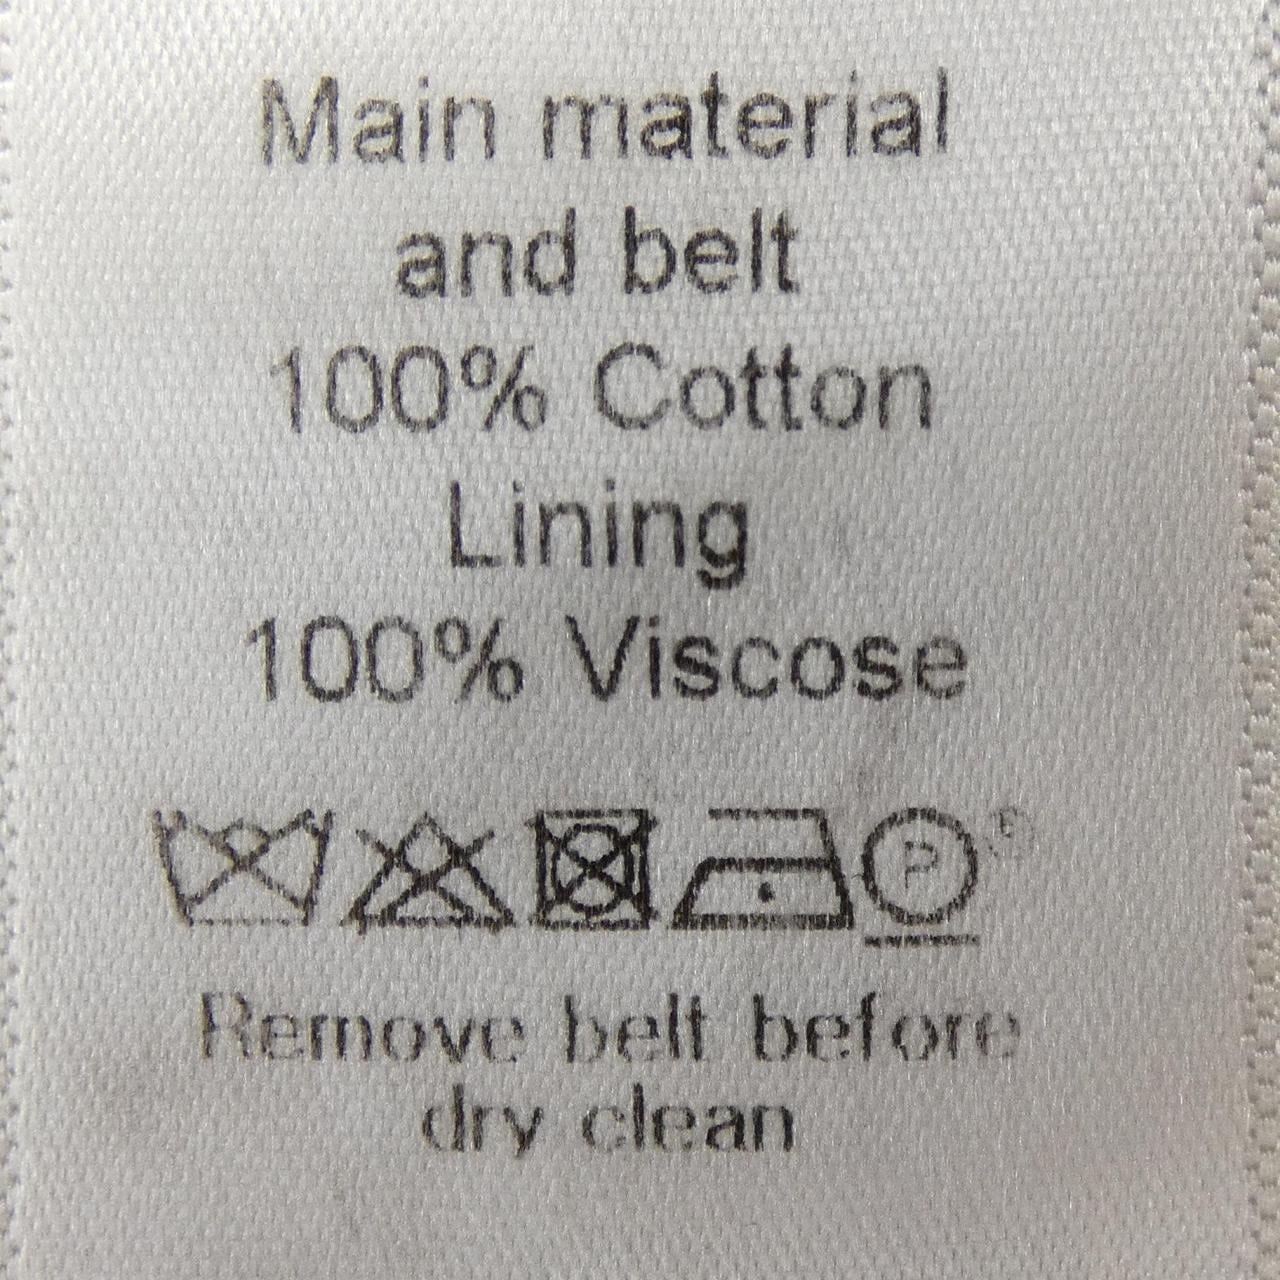 Main material
and belt
100% Cotton
Lining
100% Viscose
P
Remove belt before
dry clean